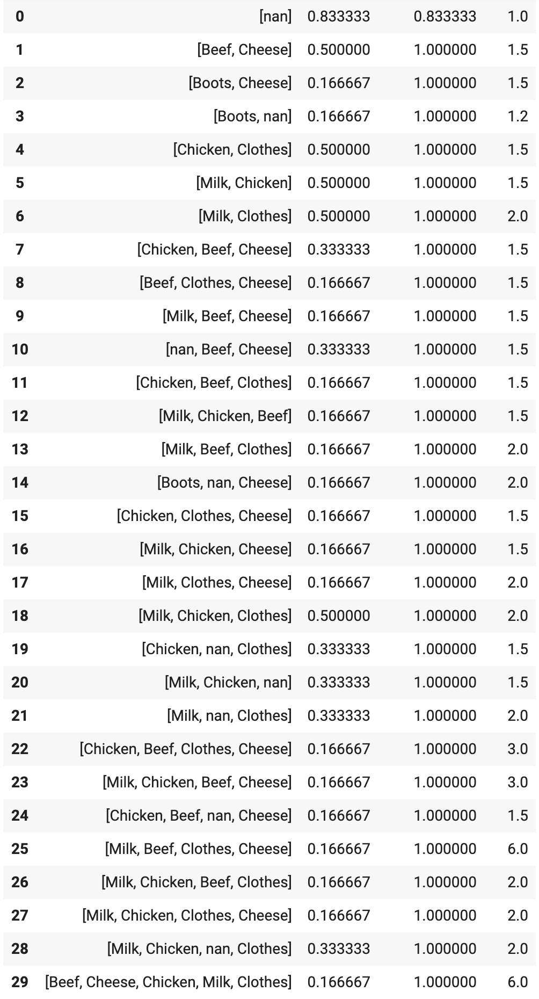 0 [nan] 0.833333 0.833333 1.0
1 [Beef, Cheese] 0.500000 1.000000 1.5
2 [Boots, Cheese] 0.166667 1.000000 1.5
3 [Boots, nan] 0.166667 1.000000 1.2
4 [Chicken, Clothes] 0.500000 1.000000 1.5
5 [Milk, Chicken] 0.500000 1.000000 1.5
6 [Milk, Clothes] 0.500000 1.000000 2.0
7 [Chicken, Beef, Cheese] 0.333333 1.000000 1.5
8 [Beef, Clothes, Cheese] 0.166667 1.000000 1.5
9 [Milk, Beef, Cheese] 0.166667 1.000000 1.5
10 [nan, Beef, Cheese] 0.333333 1.000000 1.5
11 [Chicken, Beef, Clothes] 0.166667 1.000000 1.5
12 [Milk, Chicken, Beef] 0.166667 1.000000 1.5
13 [Milk, Beef, Clothes] 0.166667 1.000000 2.0
14 [Boots, nan, Cheese] 0.166667 1.000000 2.0
15 [Chicken, Clothes, Cheese] 0.166667 1.000000 1.5
16 [Milk, Chicken, Cheese] 0.166667 1.000000 1.5
17 [Milk, Clothes, Cheese] 0.166667 1.000000 2.0
18 [Milk, Chicken, Clothes] 0.500000 1.000000 2.0
19 [Chicken, nan, Clothes] 0.333333 1.000000 1.5
20 [Milk, Chicken, nan] 0.333333 1.000000 1.5
21 [Milk, nan, Clothes] 0.333333 1.000000 2.0
22 [Chicken, Beef, Clothes, Cheese] 0.166667 1.000000 3.0
23 [Milk, Chicken, Beef, Cheese] 0.166667 1.000000 3.0
24 [Chicken, Beef, nan, Cheese] 0.166667 1.000000 1.5
25 [Milk, Beef, Clothes, Cheese] 0.166667 1.000000 6.0
26 [Milk, Chicken, Beef, Clothes] 0.166667 1.000000 2.0
27 [Milk, Chicken, Clothes, Cheese] 0.166667 1.000000 2.0
28 [Milk, Chicken, nan, Clothes] 0.333333 1.000000 2.0
29 [Beef, Cheese, Chicken, Milk, Clothes] 0.166667 1.000000 6.0